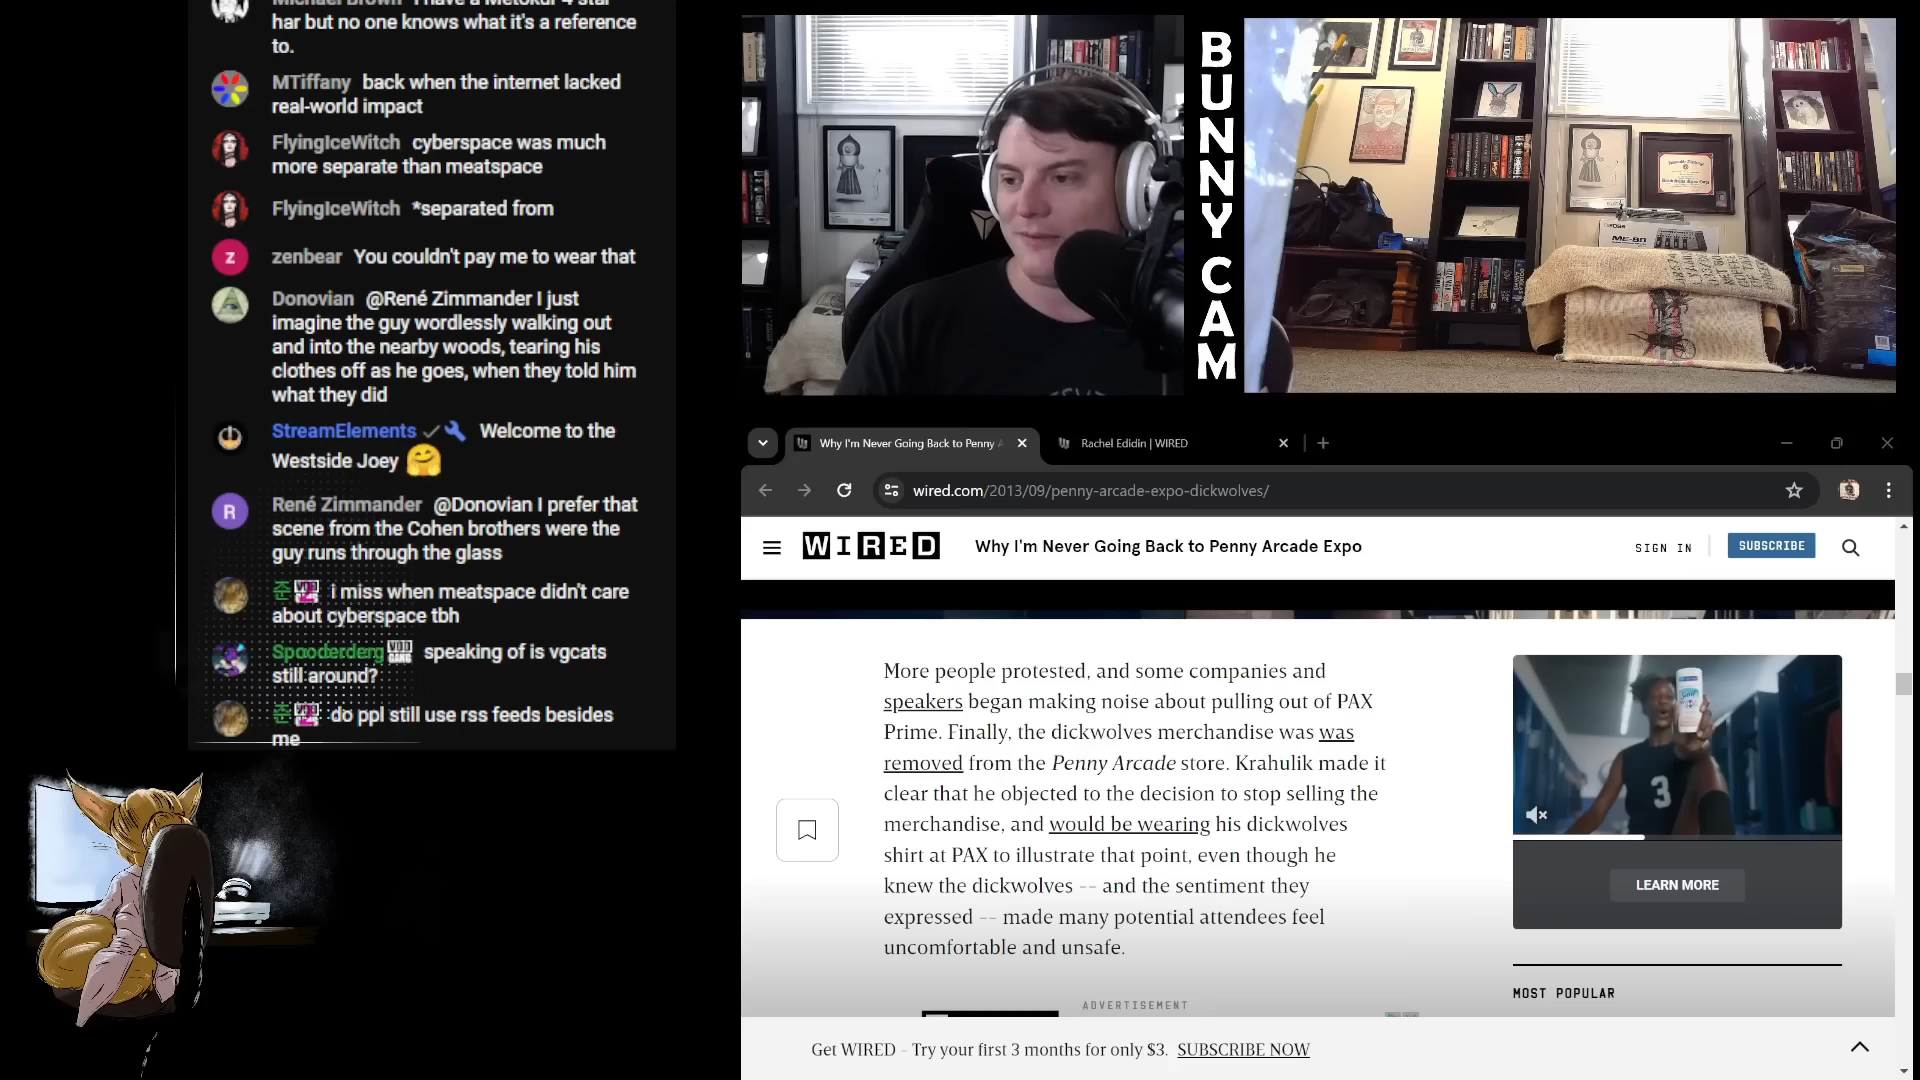 har but no one knows what it's a reference
to.
MTiffany back when the internet lacked
real-world impact
FlyingIceWitch cyberspace was much
more separate than meatspace
FlyingIceWitch *separated from
zenbear You couldn't pay me to wear that
Donovian @René Zimmander I just
imagine the guy wordlessly walking out
and into the nearby woods, tearing his
clothes off as he goes, when they told him
what they did
StreamElements Welcome to the
Westside Joey
René Zimmander @Donovian I prefer that
scene from the Cohen brothers were the
guy runs through the glass
준 i miss when meatspace didn't care
about cyberspace tbh
Spooderderg speaking of is vgcats
still around?
준 do ppl still use rss feeds besides
me
BUNNY CAM
Why I'm Never Going Back to Penny A
Rachel Edidin | WIRED
wired.com/2013/09/penny-arcade-expo-dickwolves/
WIRED
Why I'm Never Going Back to Penny Arcade Expo
SIGN IN
SUBSCRIBE
More people protested, and some companies and
speakers began making noise about pulling out of PAX
Prime. Finally, the dickwolves merchandise was was
removed from the Penny Arcade store. Krahulik made it
clear that he objected to the decision to stop selling the
merchandise, and would be wearing his dickwolves
shirt at PAX to illustrate that point, even though he
knew the dickwolves -- and the sentiment they
expressed -- made many potential attendees feel
uncomfortable and unsafe.
3
LEARN MORE
MOST POPULAR
ADVERTISEMENT
Get WIRED - Try your first 3 months for only $3. SUBSCRIBE NOW